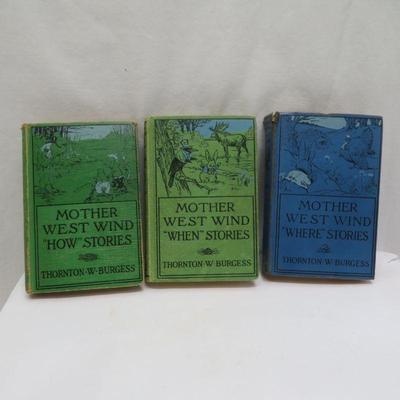 MOTHER
WEST WIND
"HOW" STORIES
THORNTON·W·BURGESS
MOTHER
WEST WIND
"WHEN" STORIES
THORNTON·W·BURGESS
MOTHER
WEST WIND
"WHERE" STORIES
THORNTON·W·BURGESS